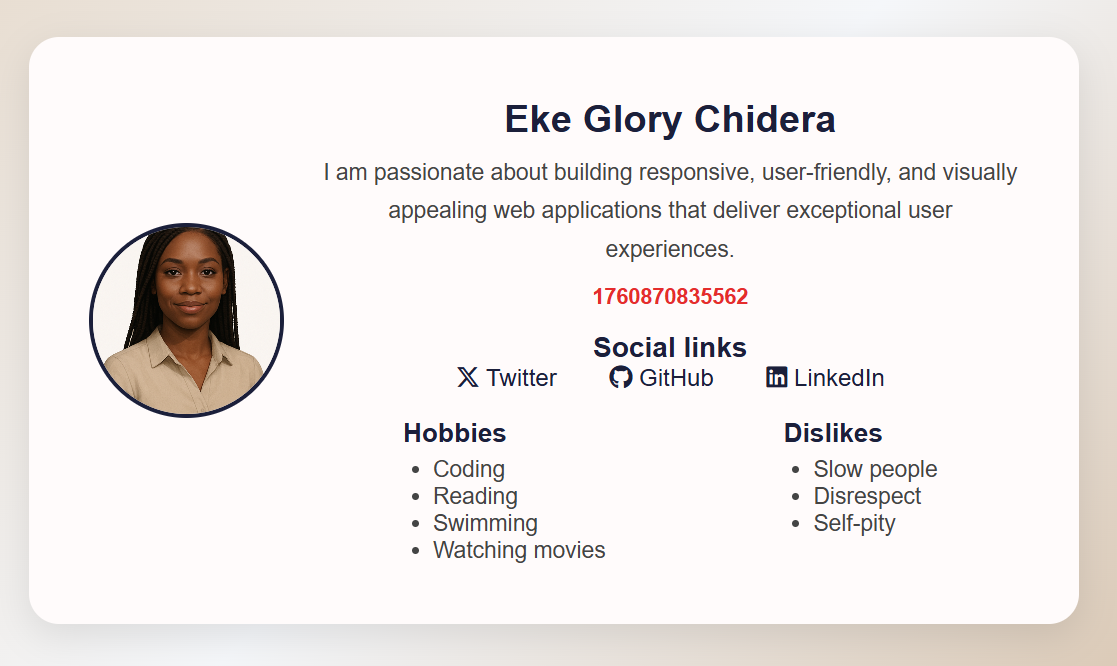 Eke Glory Chidera
I am passionate about building responsive, user-friendly, and visually
appealing web applications that deliver exceptional user
experiences.
1760870835562
Social links
Twitter GitHub LinkedIn
Hobbies
Coding
Reading
Swimming
Watching movies
Dislikes
Slow people
Disrespect
Self-pity